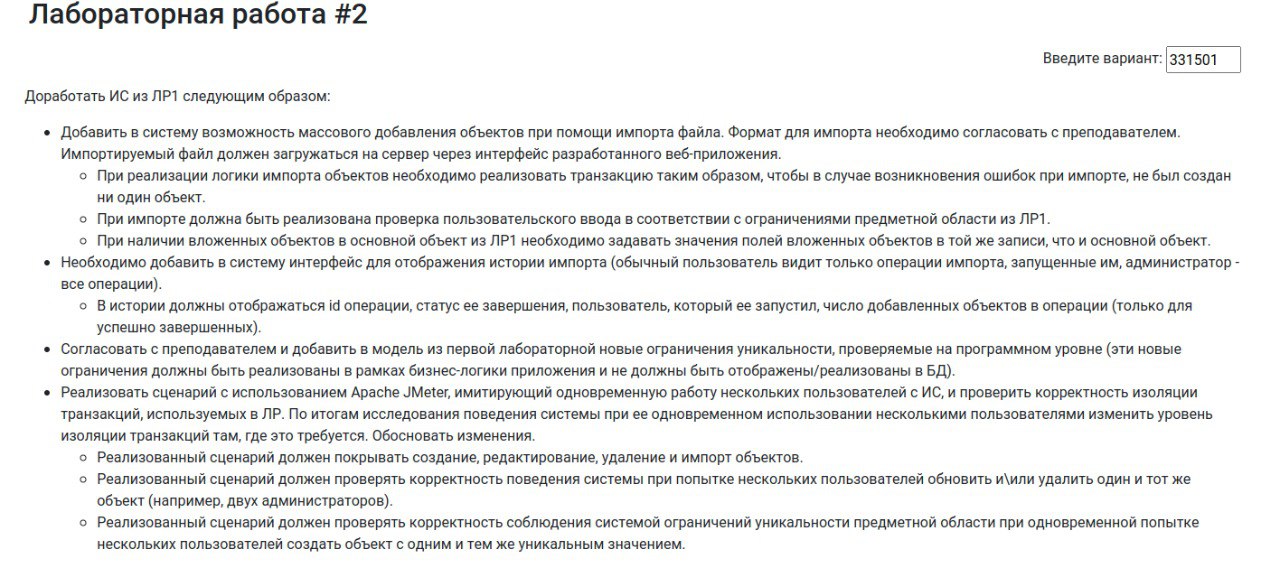 Лабораторная работа #2
Введите вариант: 331501
Доработать ИС из ЛР1 следующим образом:
• Добавить в систему возможность массового добавления объектов при помощи импорта файла. Формат для импорта необходимо согласовать с преподавателем.
Импортируемый файл должен загружаться на сервер через интерфейс разработанного веб-приложения.
◦ При реализации логики импорта объектов необходимо реализовать транзакцию таким образом, чтобы в случае возникновения ошибок при импорте, не был создан
ни один объект.
◦ При импорте должна быть реализована проверка пользовательского ввода в соответствии с ограничениями предметной области из ЛР1.
◦ При наличии вложенных объектов в основной объект из ЛР1 необходимо задавать значения полей вложенных объектов в той же записи, что и основной объект.
• Необходимо добавить в систему интерфейс для отображения истории импорта (обычный пользователь видит только операции импорта, запущенные им, администратор -
все операции).
◦ В истории должны отображаться id операции, статус ее завершения, пользователь, который ее запустил, число добавленных объектов в операции (только для
успешно завершенных).
• Согласовать с преподавателем и добавить в модель из первой лабораторной новые ограничения уникальности, проверяемые на программном уровне (эти новые
ограничения должны быть реализованы в рамках бизнес-логики приложения и не должны быть отображены/реализованы в БД).
• Реализовать сценарий с использованием Apache JMeter, имитирующий одновременную работу нескольких пользователей с ИС, и проверить корректность изоляции
транзакций, используемых в ЛР. По итогам исследования поведения системы при ее одновременном использовании несколькими пользователями изменить уровень
изоляции транзакций там, где это требуется. Обосновать изменения.
◦ Реализованный сценарий должен покрывать создание, редактирование, удаление и импорт объектов.
◦ Реализованный сценарий должен проверять корректность поведения системы при попытке нескольких пользователей обновить и\или удалить один и тот же
объект (например, двух администраторов).
◦ Реализованный сценарий должен проверять корректность соблюдения системой ограничений уникальности предметной области при одновременной попытке
нескольких пользователей создать объект с одним и тем же уникальным значением.